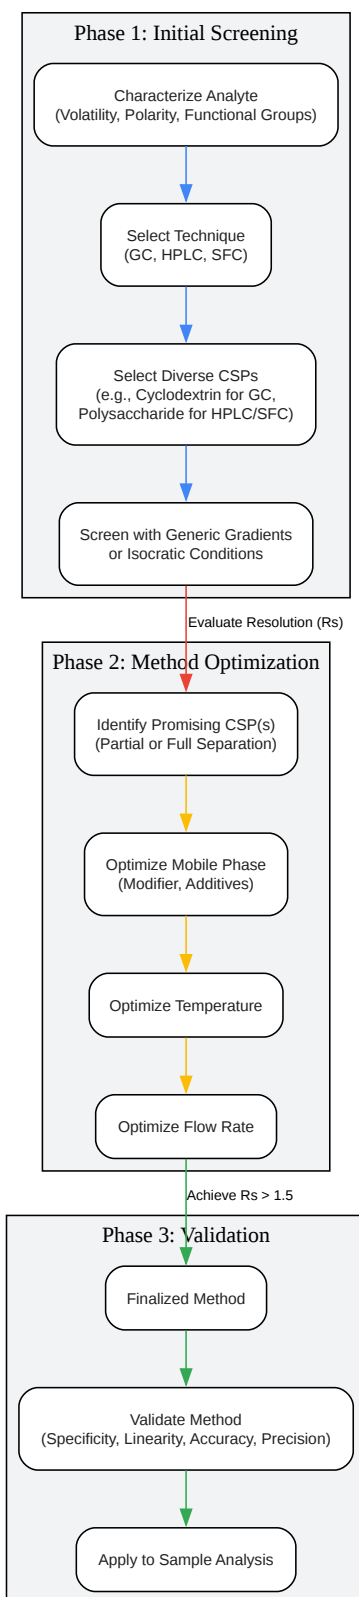 Phase 1: Initial Screening
Characterize Analyte
(Volatility, Polarity, Functional Groups)
Select Technique
(GC, HPLC, SFC)
Select Diverse CSPs
(e.g., Cyclodextrin for GC,
Polysaccharide for HPLC/SFC)
Screen with Generic Gradients
or Isocratic Conditions
Evaluate Resolution (Rs)
Phase 2: Method Optimization
Identify Promising CSP(s)
(Partial or Full Separation)
Optimize Mobile Phase
(Modifier, Additives)
Optimize Temperature
Optimize Flow Rate
Achieve Rs > 1.5
Phase 3: Validation
Finalized Method
Validate Method
(Specificity, Linearity, Accuracy, Precision)
Apply to Sample Analysis